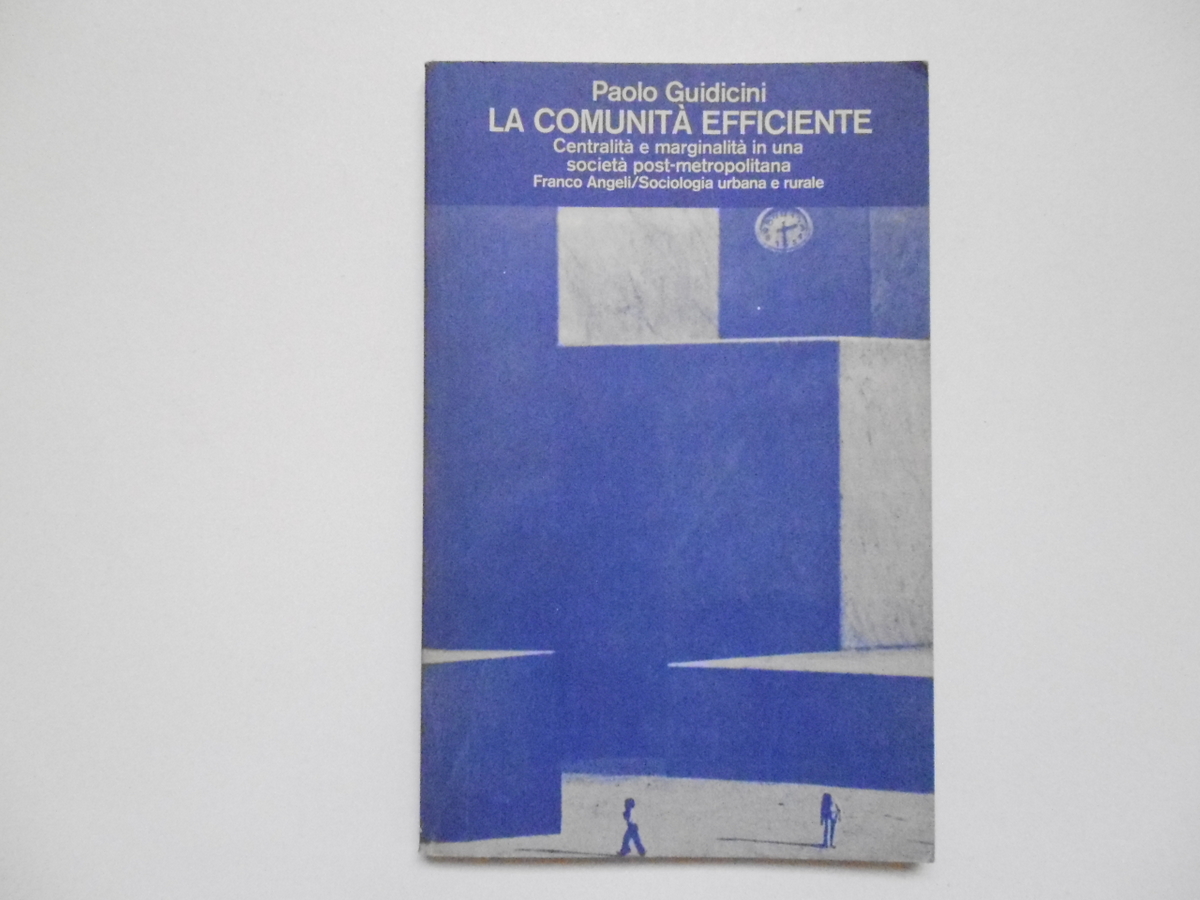 Paolo Guidicini
LA COMUNITÀ EFFICIENTE
Centralità e marginalità in una
società post-metropolitana
Franco Angeli/Sociologia urbana e rurale